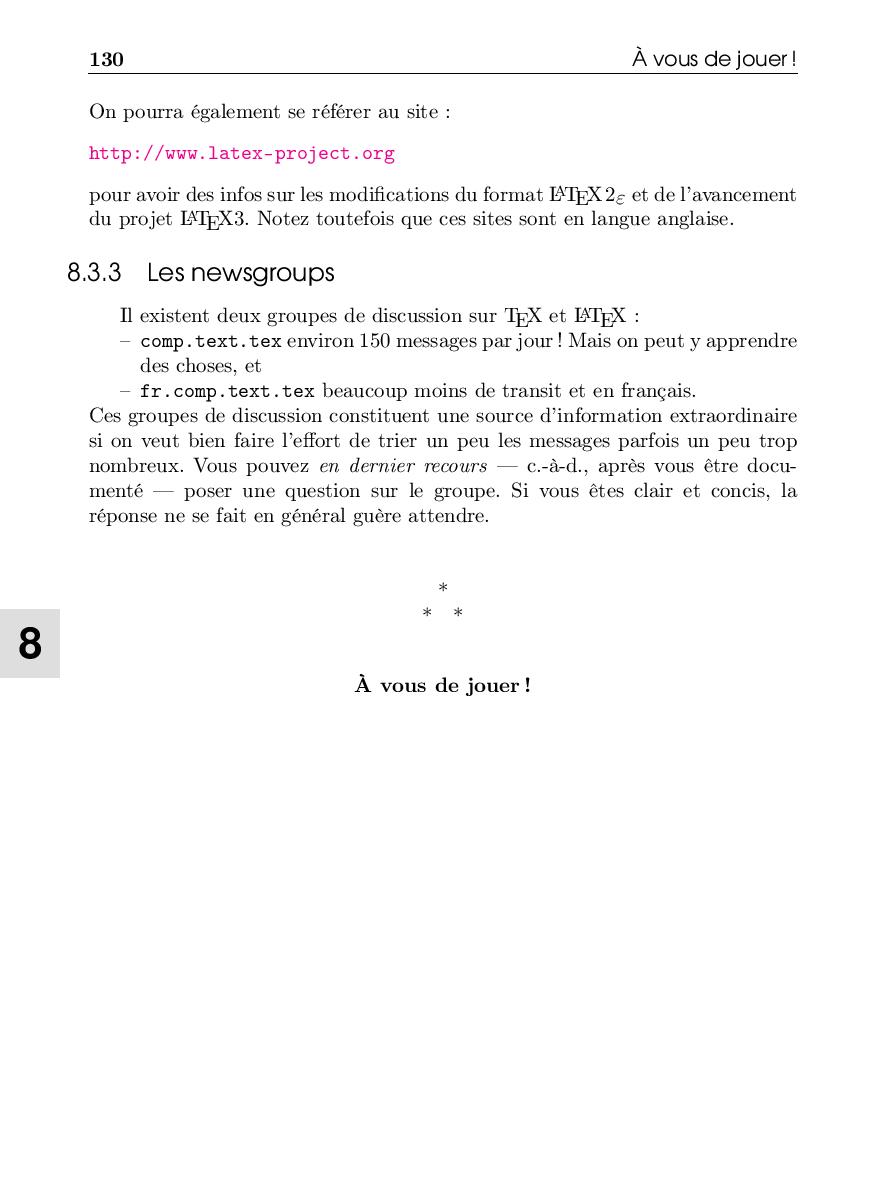 130 À vous de jouer !
On pourra également se référer au site :
http://www.latex-project.org
pour avoir des infos sur les modifications du format LATEX 2ε et de l'avancement
du projet LATEX3. Notez toutefois que ces sites sont en langue anglaise.
8.3.3 Les newsgroups
Il existent deux groupes de discussion sur TEX et LATEX :
– comp.text.tex environ 150 messages par jour ! Mais on peut y apprendre
des choses, et
– fr.comp.text.tex beaucoup moins de transit et en français.
Ces groupes de discussion constituent une source d'information extraordinaire
si on veut bien faire l'effort de trier un peu les messages parfois un peu trop
nombreux. Vous pouvez en dernier recours — c.-à-d., après vous être docu-
menté — poser une question sur le groupe. Si vous êtes clair et concis, la
réponse ne se fait en général guère attendre.
*
* *
8
À vous de jouer !